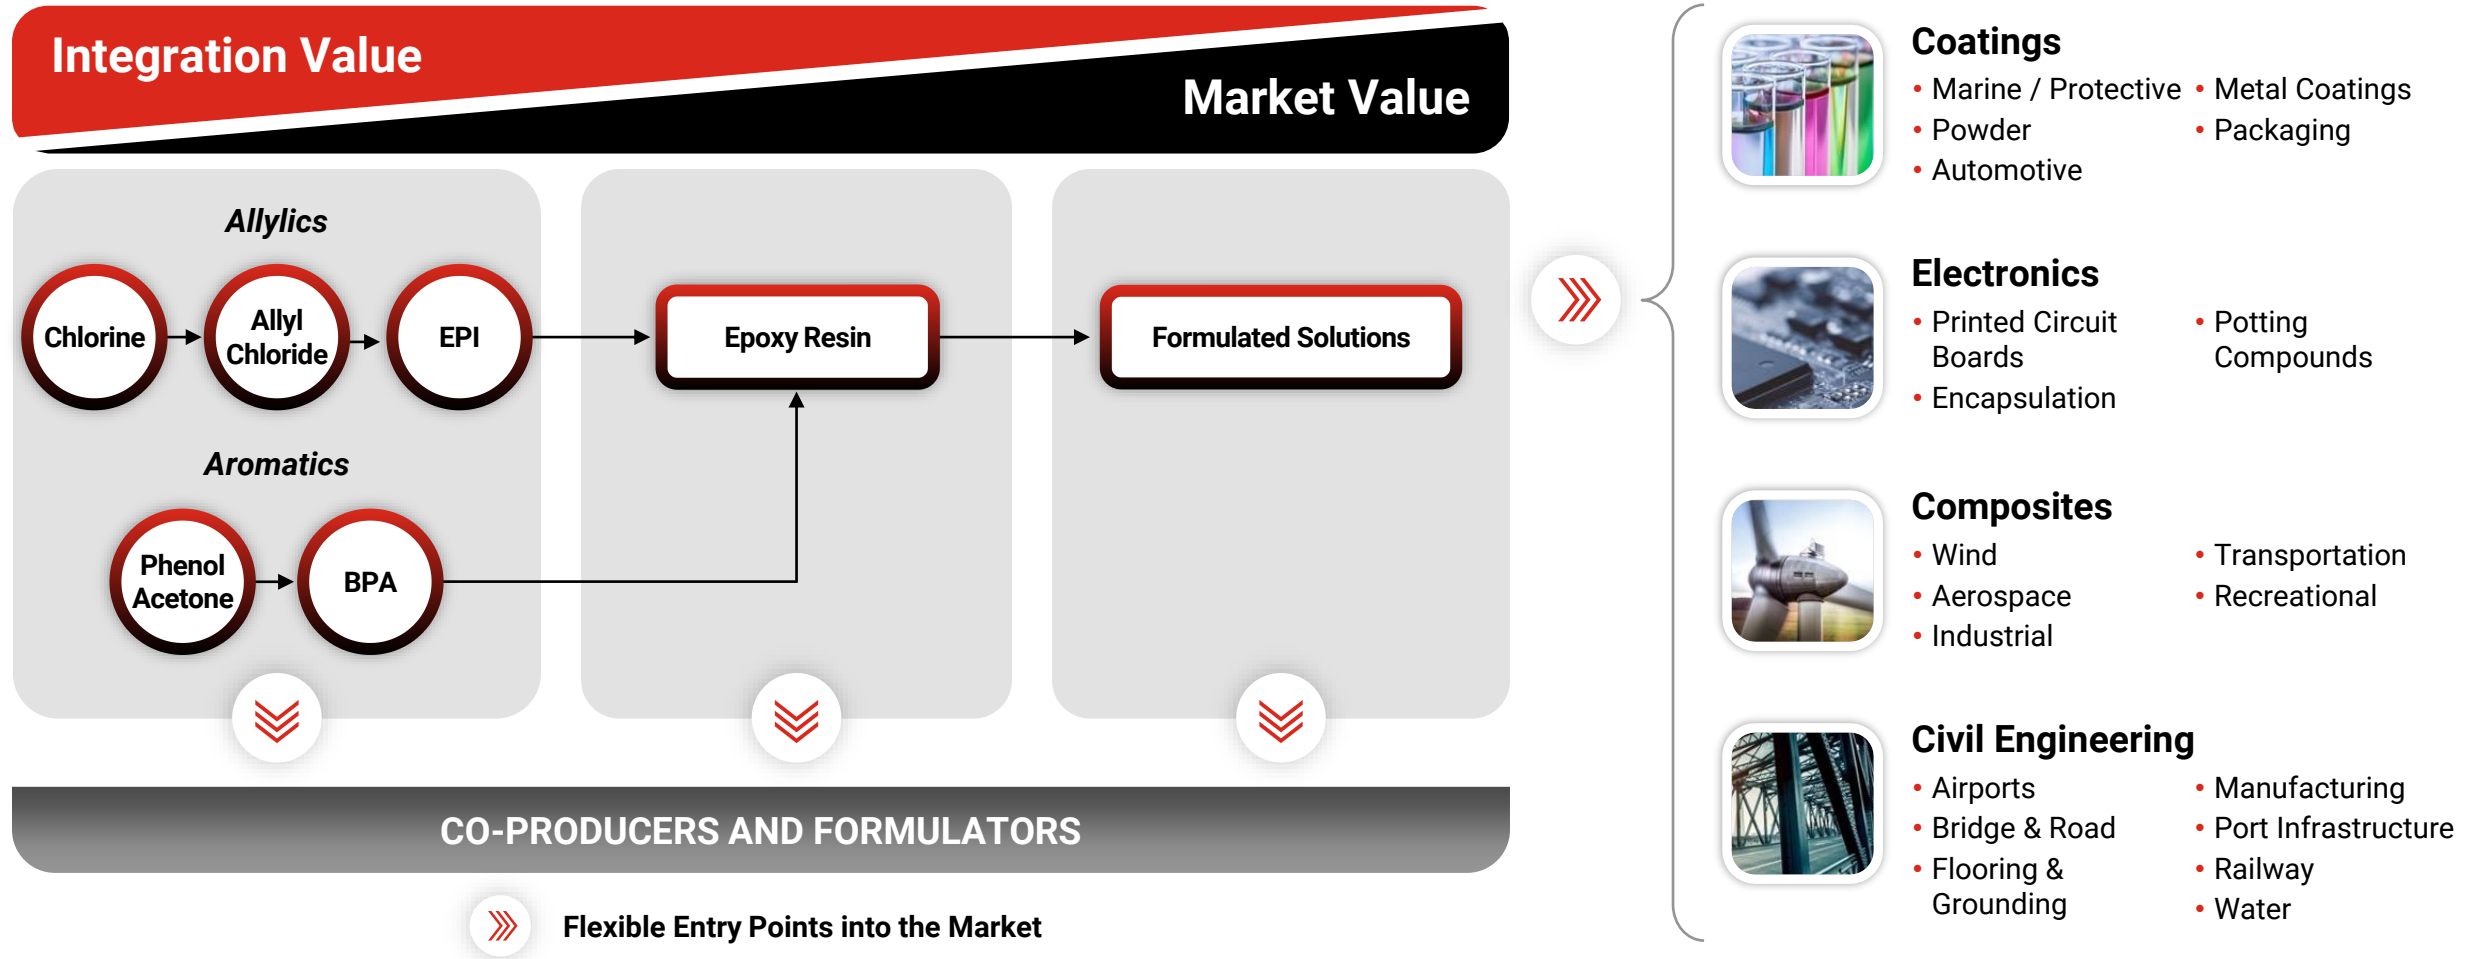 Integration Value
Market Value
Allylics
Chlorine
Allyl
Chloride
EPI
Epoxy Resin
Formulated Solutions
Aromatics
Phenol
Acetone
BPA
CO-PRODUCERS AND FORMULATORS
Flexible Entry Points into the Market
Coatings
• Marine / Protective
• Powder
• Automotive
• Metal Coatings
• Packaging
Electronics
• Printed Circuit
Boards
• Encapsulation
• Potting
Compounds
Composites
• Wind
• Aerospace
• Industrial
• Transportation
• Recreational
Civil Engineering
• Airports
• Bridge & Road
• Flooring &
Grounding
• Manufacturing
• Port Infrastructure
• Railway
• Water